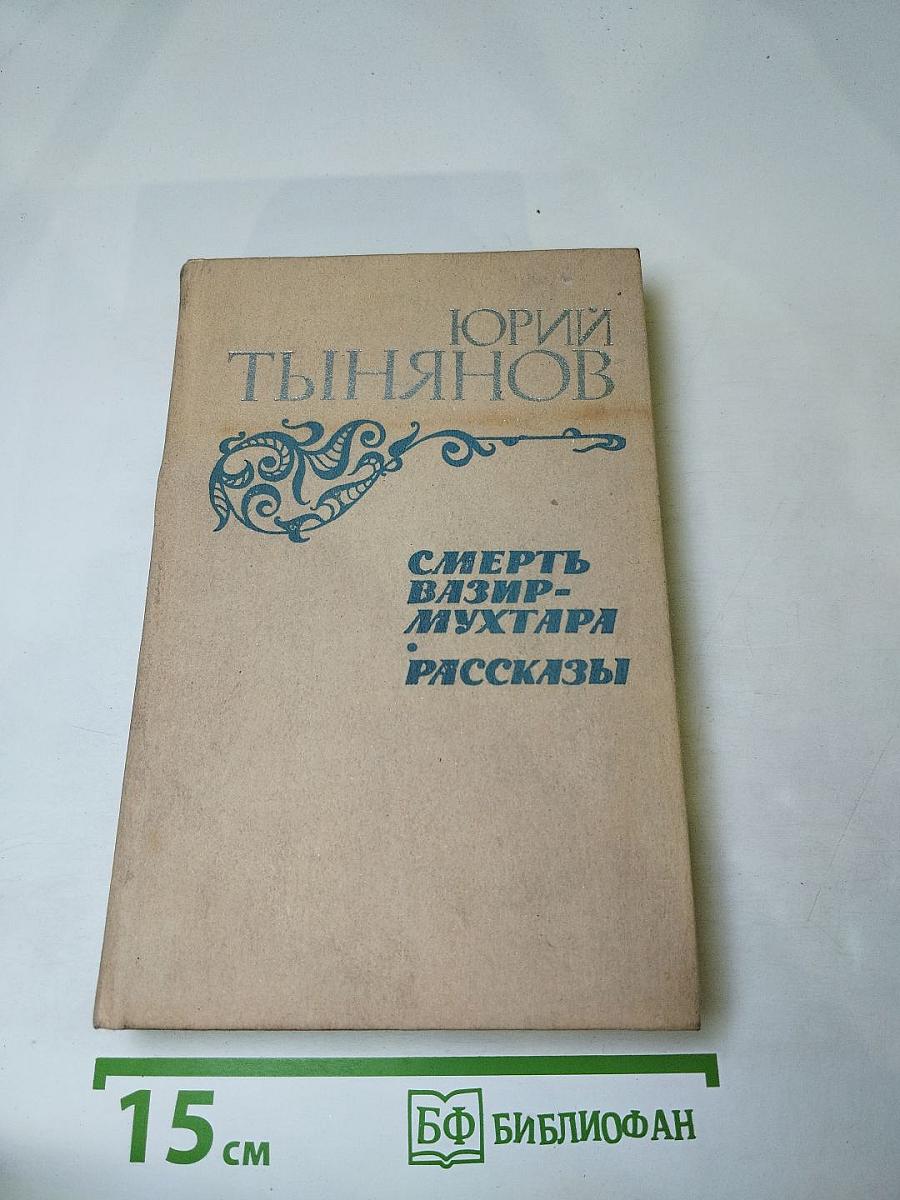 ЮРИЙ
ТЫНЯНОВ
СМЕРТЬ
ВАЗИР-
МУХТАРА
•
РАССКАЗЫ
15 см
БФ БИБЛИОФАН